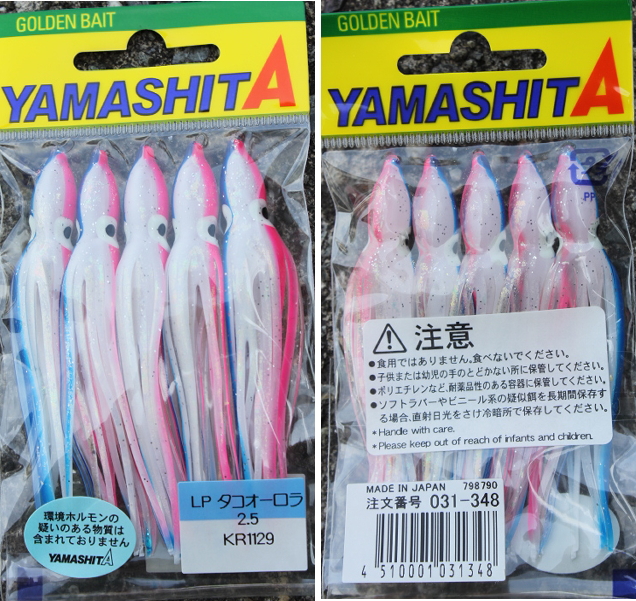 GOLDEN BAIT
YAMASHITA
環境ホルモンの
疑いのある物質は
含まれておりません
YAMASHITA
LP タコオーロラ
2.5
KR1129
GOLDEN BAIT
YAMASHITA
PP
注意
●食用ではありません。食べないでください。
●子供または幼児の手のとどかない所に保管してください。
●ポリエチレンなど、耐薬品性のある容器に保管してください。
●ソフトラバーやビニール系の疑似餌を長期間保存す
る場合、直射日光をさけ冷暗所で保存してください。
*Handle with care.
*Please keep out of reach of infants and children.
MADE IN JAPAN 798790
注文番号 031-348
4 510001 031348